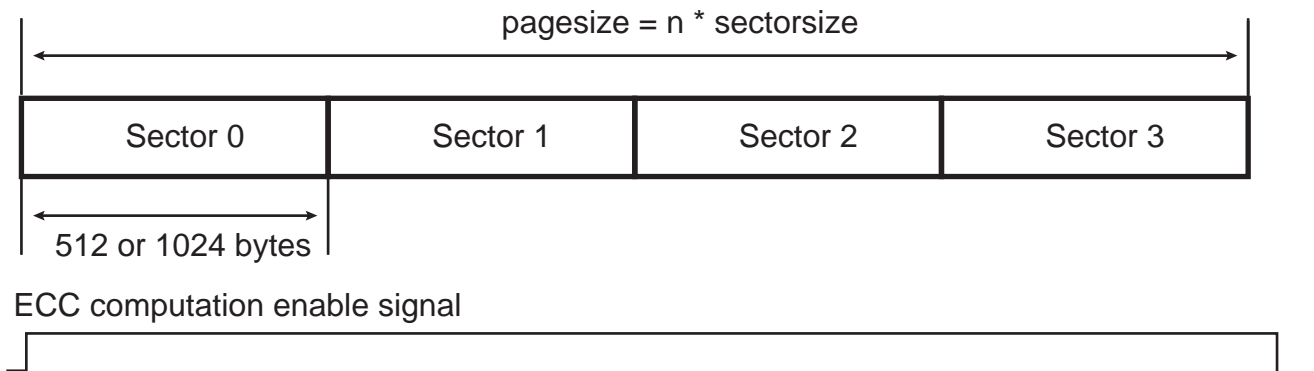 pagesize = n * sectorsize
Sector 0 Sector 1 Sector 2 Sector 3
512 or 1024 bytes
ECC computation enable signal